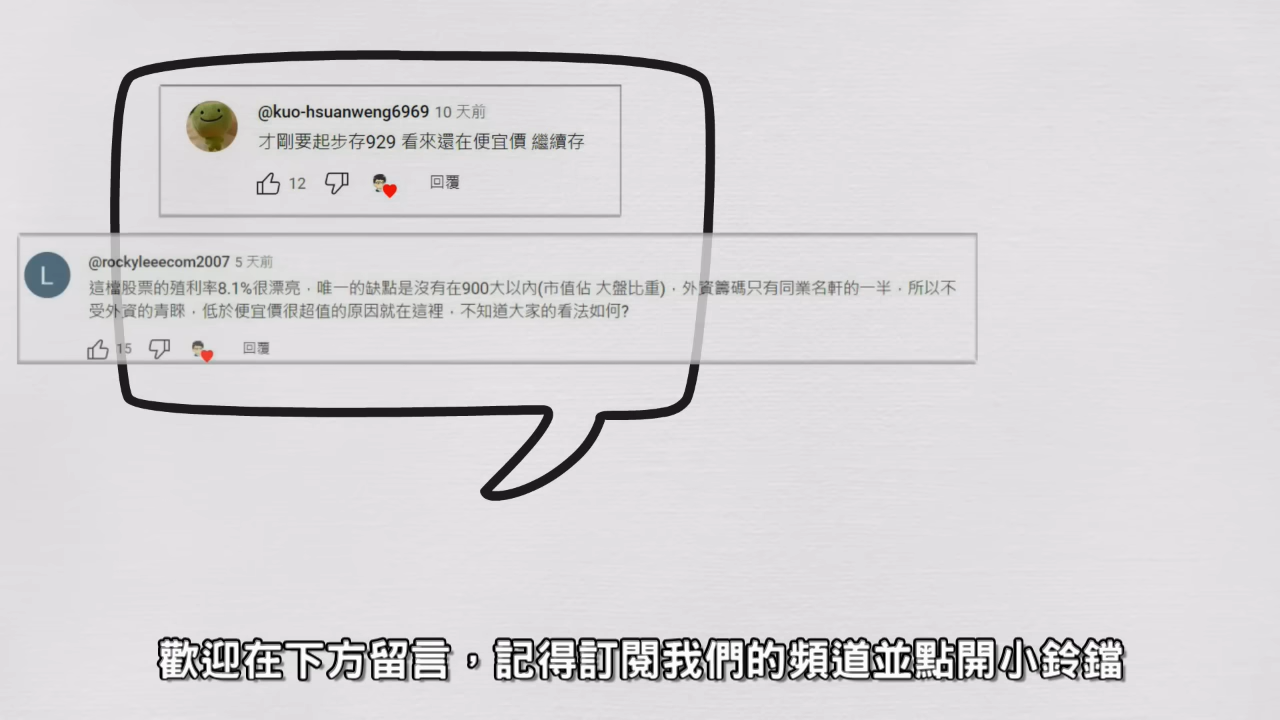 @kuo-hsuanweng6969 10 天前
才剛要起步存929 看來還在便宜價 繼續存
12 回覆
L
@rockyleeecom2007 5 天前
這檔股票的殖利率8.1%很漂亮，唯一的缺點是沒有在900大以內(市值佔 大盤比重)，外資籌碼只有同業名軒的一半，所以不
受外資的青睞，低於便宜價很超值的原因就在這裡，不知道大家的看法如何?
15 回覆
歡迎在下方留言，記得訂閱我們的頻道並點開小鈴鐺